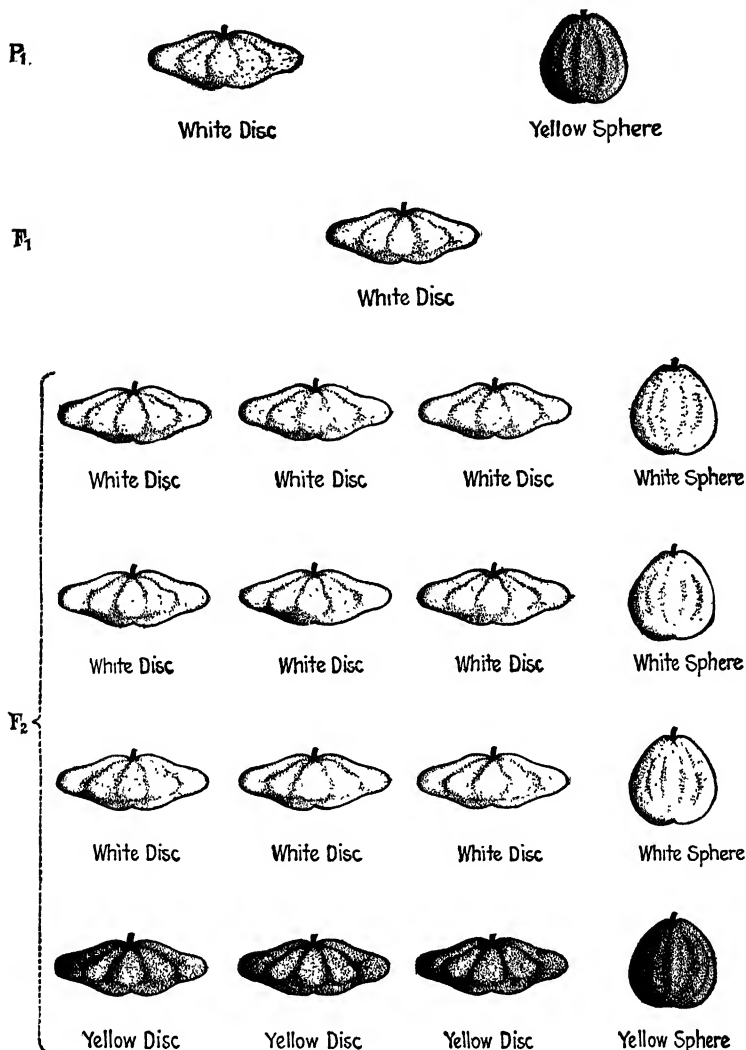 P1.
White Disc Yellow Sphere
F1
White Disc
White Disc White Disc White Disc White Sphere
White Disc White Disc White Disc White Sphere
F2
White Disc White Disc White Disc White Sphere
Yellow Disc Yellow Disc Yellow Disc Yellow Sphere